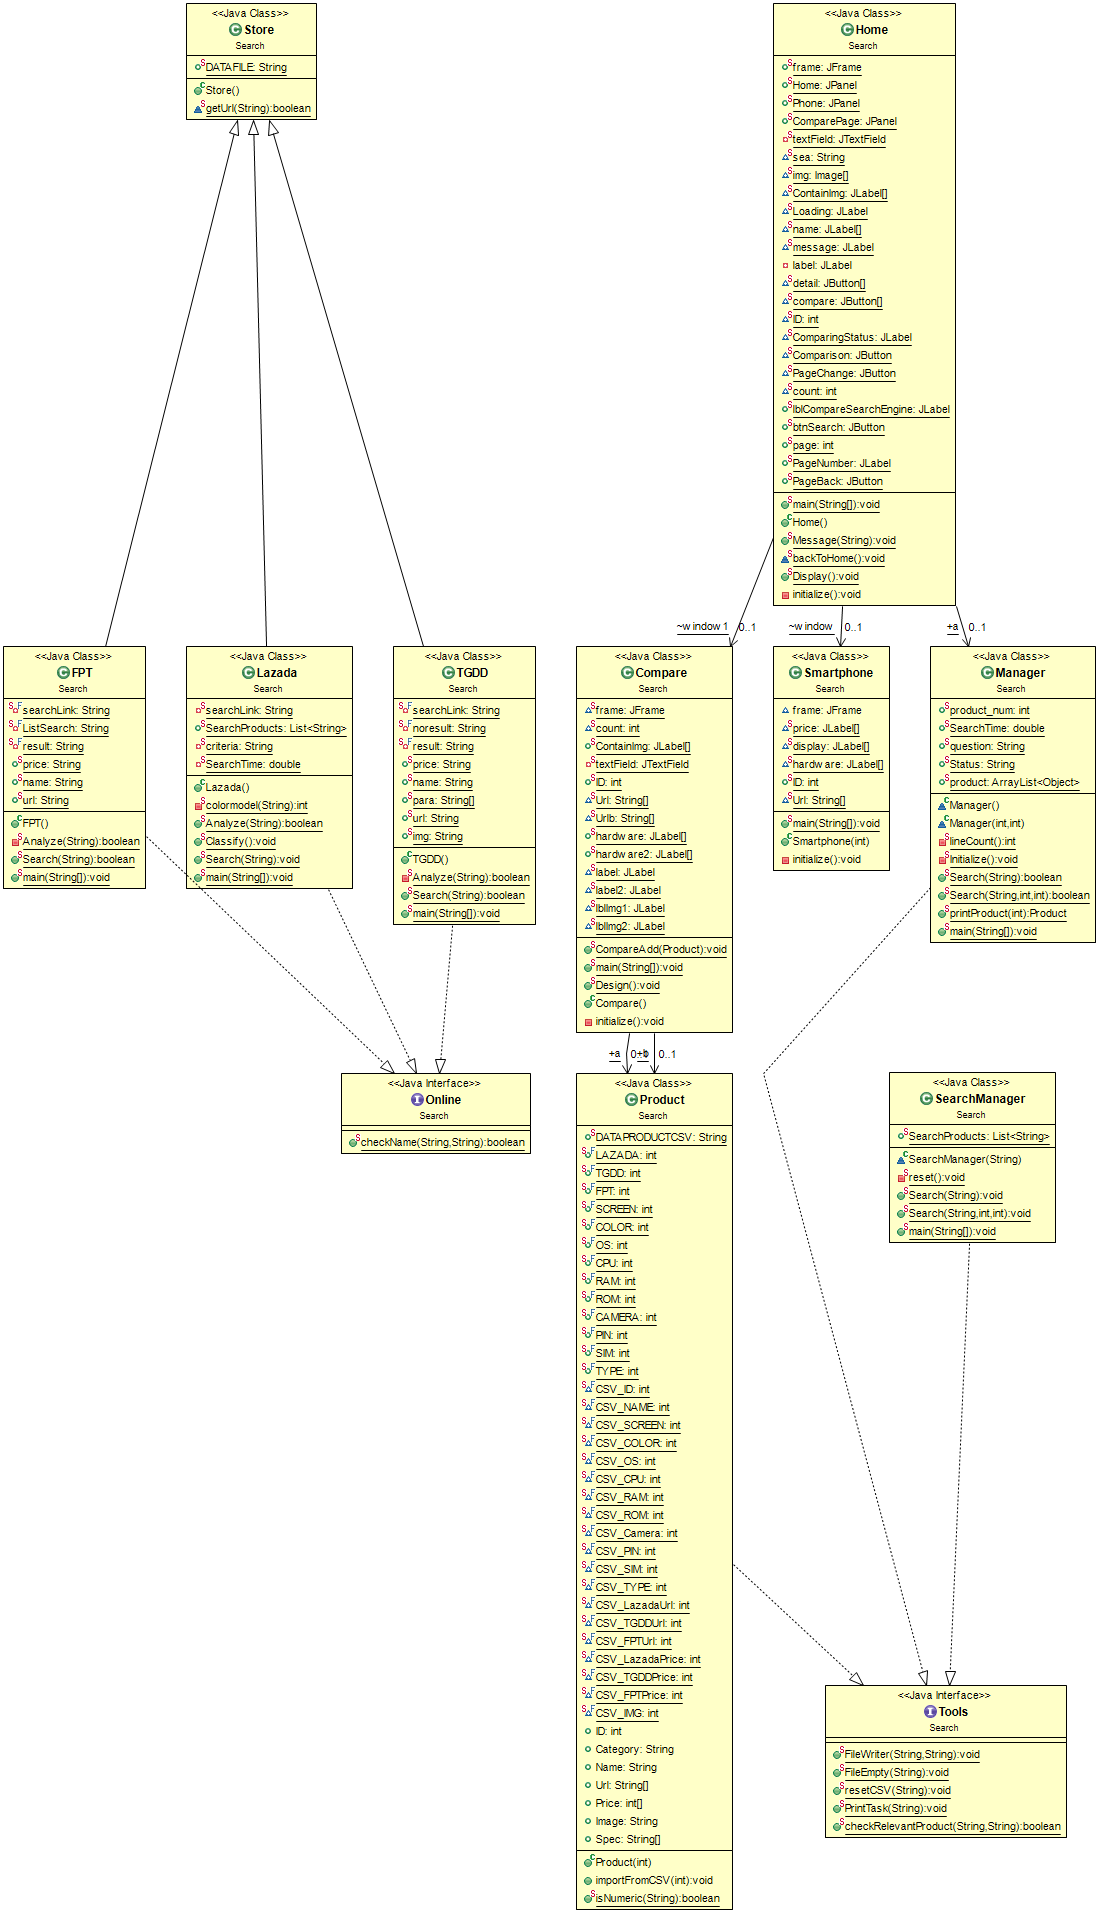 <<Java Class>>
Store
Search
DATAFILE: String
Store()
getUrl(String):boolean
<<Java Class>>
Home
Search
frame: JFrame
Home: JPanel
Phone: JPanel
ComparePage: JPanel
textField: JTextField
sea: String
img: Image[]
ContainImg: JLabel[]
Loading: JLabel
name: JLabel[]
message: JLabel
label: JLabel
detail: JButton[]
compare: JButton[]
ID: int
ComparingStatus: JLabel
Comparison: JButton
PageChange: JButton
count: int
lblCompareSearchEngine: JLabel
btnSearch: JButton
page: int
PageNumber: JLabel
PageBack: JButton
main(String[]):void
Home()
Message(String):void
backToHome():void
Display():void
initialize():void
~window1 0..1
~window 0..1
+a 0..1
<<Java Class>>
FPT
Search
searchLink: String
ListSearch: String
result: String
price: String
name: String
url: String
FPT()
Analyze(String):boolean
Search(String):boolean
main(String[]):void
<<Java Class>>
Lazada
Search
searchLink: String
SearchProducts: List<String>
criteria: String
SearchTime: double
Lazada()
colormodel(String):int
Analyze(String):boolean
Classify():void
Search(String):void
main(String[]):void
<<Java Class>>
TGDD
Search
searchLink: String
noresult: String
result: String
price: String
name: String
para: String[]
url: String
img: String
TGDD()
Analyze(String):boolean
Search(String):boolean
main(String[]):void
<<Java Class>>
Compare
Search
frame: JFrame
count: int
ContainImg: JLabel[]
textField: JTextField
ID: int
Url: String[]
Urlb: String[]
hardware: JLabel[]
hardware2: JLabel[]
label: JLabel
label2: JLabel
lblImg1: JLabel
lblImg2: JLabel
CompareAdd(Product):void
main(String[]):void
Design():void
Compare()
initialize():void
<<Java Class>>
Smartphone
Search
frame: JFrame
price: JLabel[]
display: JLabel[]
hardware: JLabel[]
ID: int
Url: String[]
main(String[]):void
Smartphone(int)
initialize():void
<<Java Class>>
Manager
Search
product_num: int
SearchTime: double
question: String
Status: String
product: ArrayList<Object>
Manager()
Manager(int,int)
lineCount():int
Initialize():void
Search(String):boolean
Search(String,int,int):boolean
printProduct(int):Product
main(String[]):void
+a +b 0..1
<<Java Interface>>
Online
Search
checkName(String,String):boolean
<<Java Class>>
Product
Search
DATAPRODUCTCSV: String
LAZADA: int
TGDD: int
FPT: int
SCREEN: int
COLOR: int
OS: int
CPU: int
RAM: int
ROM: int
CAMERA: int
PIN: int
SIM: int
TYPE: int
CSV_ID: int
CSV_NAME: int
CSV_SCREEN: int
CSV_COLOR: int
CSV_OS: int
CSV_CPU: int
CSV_RAM: int
CSV_ROM: int
CSV_Camera: int
CSV_PIN: int
CSV_SIM: int
CSV_TYPE: int
CSV_LazadaUrl: int
CSV_TGDDUrl: int
CSV_FPTUrl: int
CSV_LazadaPrice: int
CSV_TGDDPrice: int
CSV_FPTPrice: int
CSV_IMG: int
ID: int
Category: String
Name: String
Url: String[]
Price: int[]
Image: String
Spec: String[]
Product(int)
importFromCSV(int):void
isNumeric(String):boolean
<<Java Class>>
SearchManager
Search
SearchProducts: List<String>
SearchManager(String)
reset():void
Search(String):void
Search(String,int,int):void
main(String[]):void
<<Java Interface>>
Tools
Search
FileWriter(String,String):void
FileEmpty(String):void
resetCSV(String):void
PrintTask(String):void
checkRelevantProduct(String,String):boolean